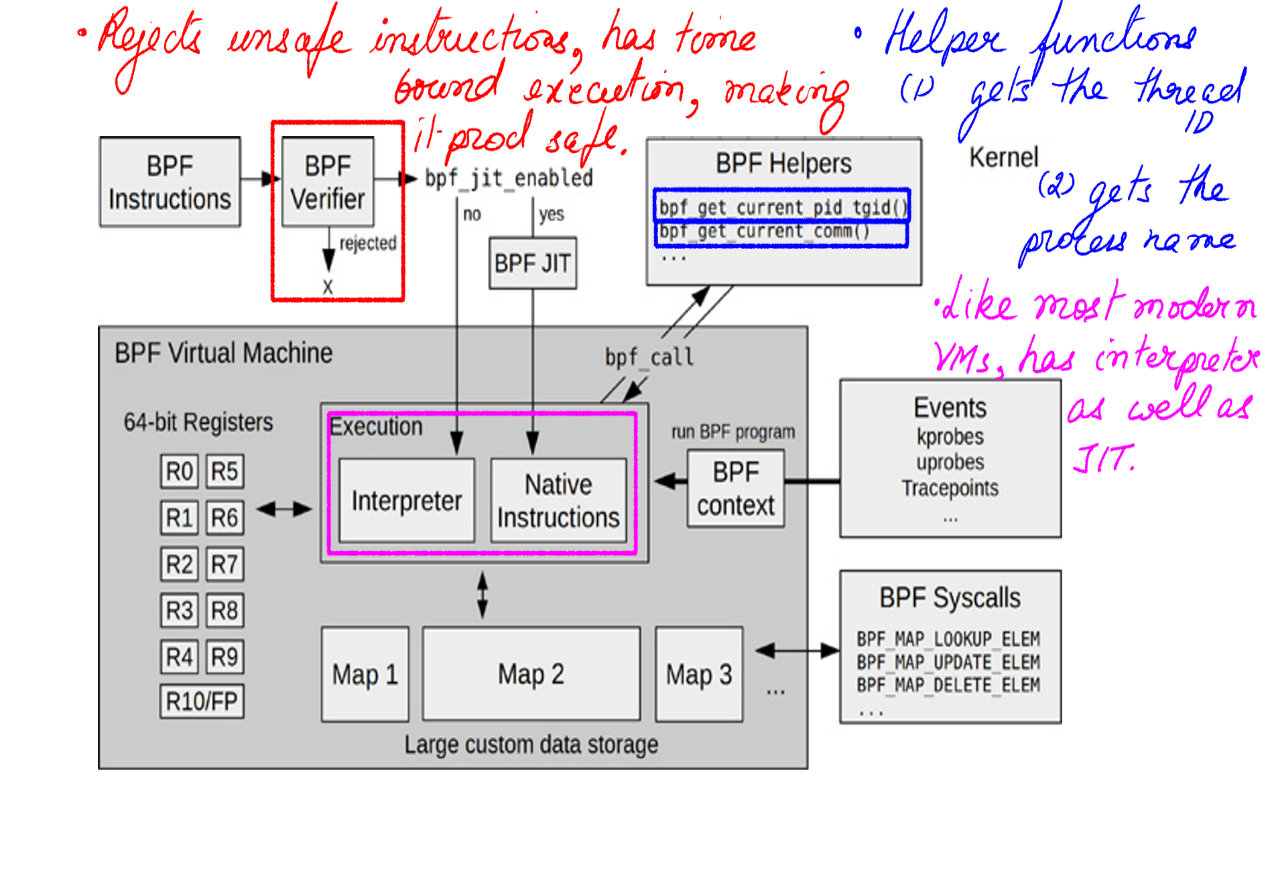 • Rejects unsafe instructions, has time
bound execution, making
it prod safe.
• Helper functions
(1) gets the thread
ID
(2) gets the
process name
• Like most modern
VMs, has interpreter
as well as
JIT.
BPF
Instructions
BPF
Verifier
rejected
X
bpf_jit_enabled
no
yes
BPF JIT
BPF Helpers
bpf_get_current_pid_tgid()
bpf_get_current_comm()
...
Kernel
BPF Virtual Machine
bpf_call
64-bit Registers
R0 R5
R1 R6
R2 R7
R3 R8
R4 R9
R10/FP
Execution
Interpreter
Native
Instructions
run BPF program
BPF
context
Events
kprobes
uprobes
Tracepoints
...
Map 1
Map 2
Map 3
...
Large custom data storage
BPF Syscalls
BPF_MAP_LOOKUP_ELEM
BPF_MAP_UPDATE_ELEM
BPF_MAP_DELETE_ELEM
...